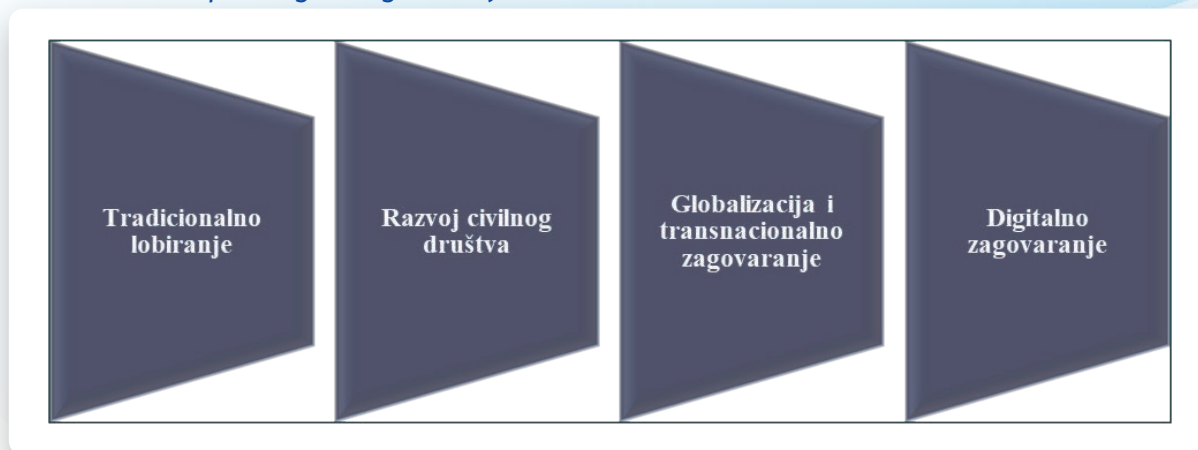 Tradicionalno
lobiranje
Razvoj civilnog
društva
Globalizacija i
transnacionalno
zagovaranje
Digitalno
zagovaranje